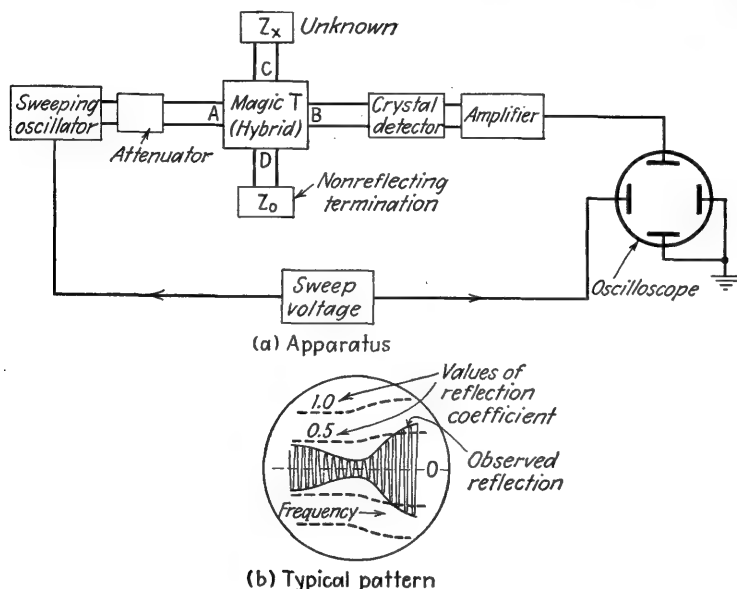 Zx
Unknown
C
Sweeping
oscillator
A
Magic T
(Hybrid)
B
Crystal
detector
Amplifier
Attenuator
D
Zo
Nonreflecting
termination
Oscilloscope
Sweep
voltage
(a) Apparatus
1.0
0.5
Values of
reflection
coefficient
0
Observed
reflection
Frequency
(b) Typical pattern